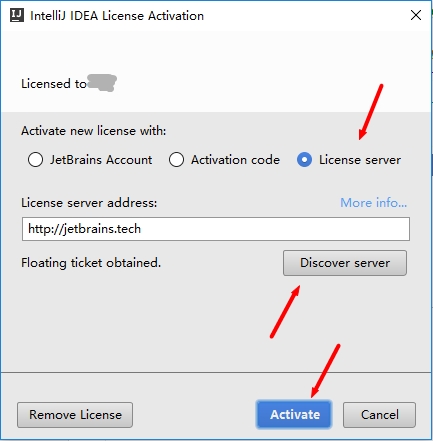 IJ IntelliJ IDEA License Activation
Licensed to
Activate new license with:
JetBrains Account Activation code License server
License server address: More info...
http://jetbrains.tech
Floating ticket obtained. Discover server
Remove License Activate Cancel